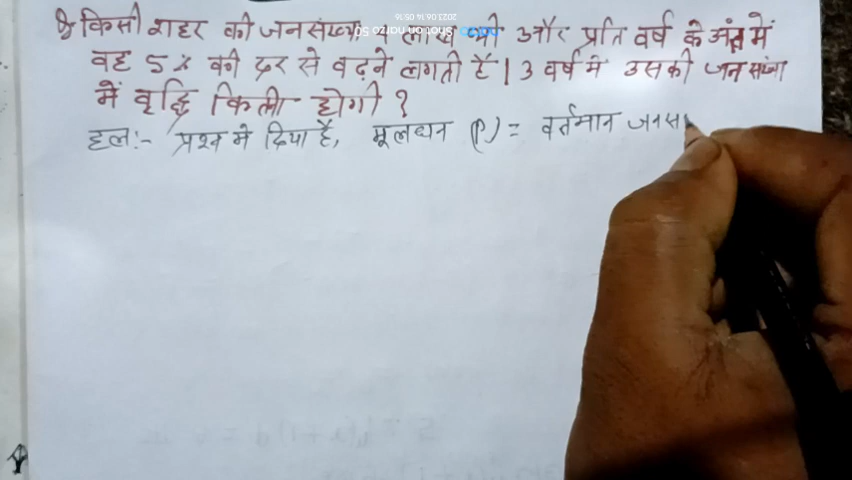 किसी शहर की जनसंख्या लाख थी और प्रति वर्ष के अंत में
वह 5% की दर से बढ़ने लगती है। 3 वर्ष में उसकी जनसंख्या
में वृद्धि कितनी होगी?
हल:- प्रश्न में दिया है, मूलधन (P) = वर्तमान जनस